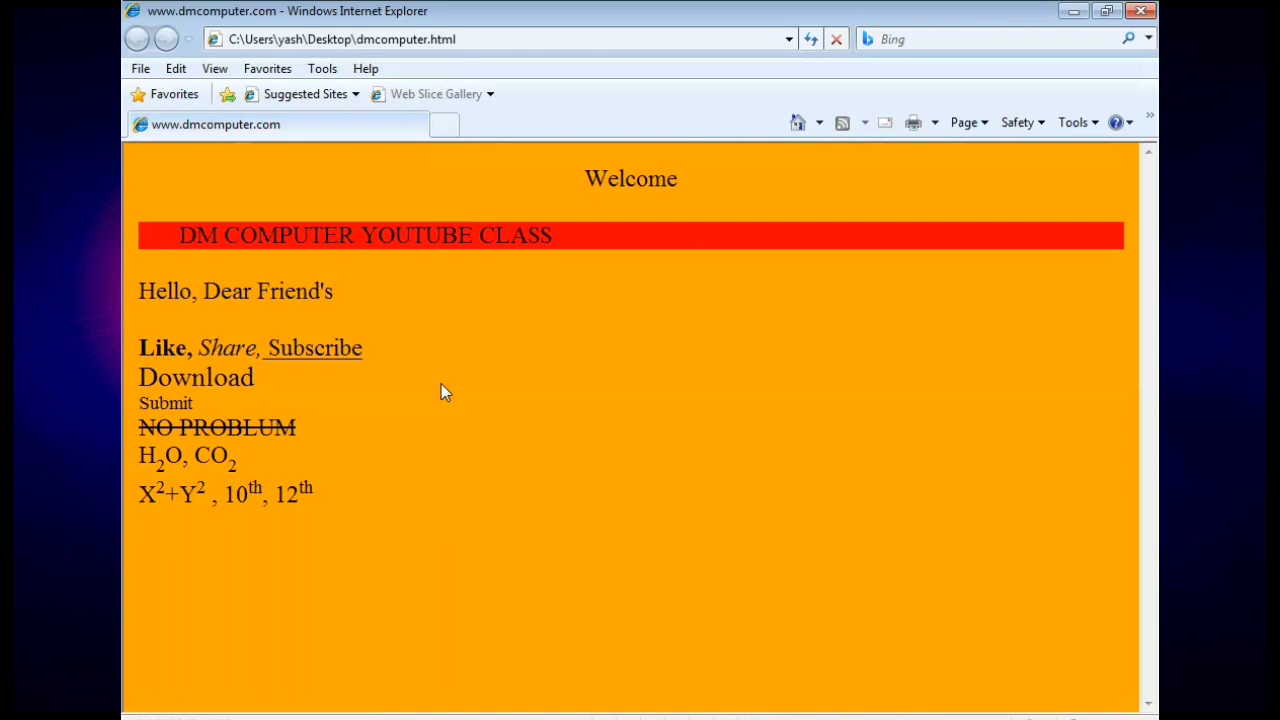 www.dmcomputer.com - Windows Internet Explorer
C:\Users\yash\Desktop\dmcomputer.html
Bing
File Edit View Favorites Tools Help
Favorites Suggested Sites Web Slice Gallery
www.dmcomputer.com
Page Safety Tools
Welcome
DM COMPUTER YOUTUBE CLASS
Hello, Dear Friend's
Like, Share, Subscribe
Download
Submit
NO PROBLUM
H₂O, CO₂
X²+Y² , 10ᵗʰ, 12ᵗʰ